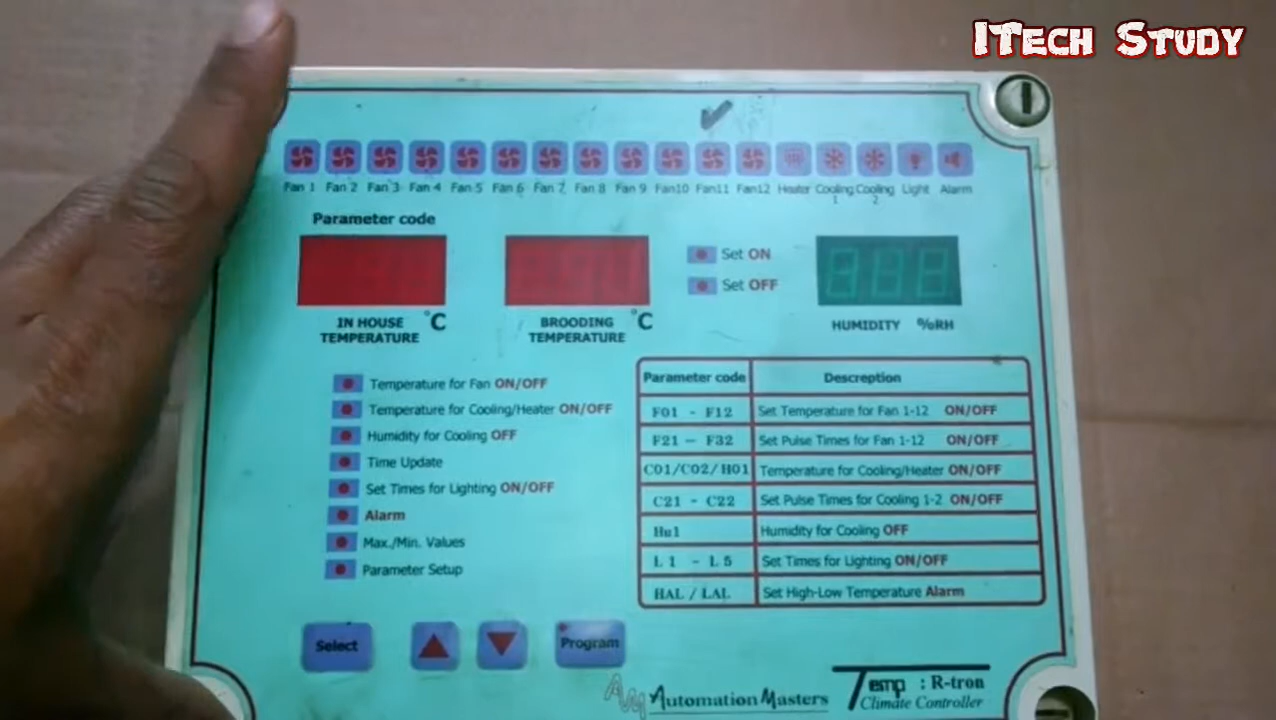 ITech Study
Fan 1 Fan 2 Fan 3 Fan 4 Fan 5 Fan 6 Fan 7 Fan 8 Fan 9 Fan10 Fan11 Fan12 Heater Cooling 1 Cooling 2 Light Alarm
Parameter code
Set ON
Set OFF
IN HOUSE TEMPERATURE °C
BROODING TEMPERATURE °C
HUMIDITY %RH
Temperature for Fan ON/OFF
Temperature for Cooling/Heater ON/OFF
Humidity for Cooling OFF
Time Update
Set Times for Lighting ON/OFF
Alarm
Max./Min. Values
Parameter Setup
Parameter code Descreption
F01 - F12 Set Temperature for Fan 1-12 ON/OFF
F21 - F32 Set Pulse Times for Fan 1-12 ON/OFF
C01/C02/H01 Temperature for Cooling/Heater ON/OFF
C21 - C22 Set Pulse Times for Cooling 1-2 ON/OFF
Hu1 Humidity for Cooling OFF
L 1 - L 5 Set Times for Lighting ON/OFF
HAL / LAL Set High-Low Temperature Alarm
Select Program
Automation Masters
Temp : R-tron
Climate Controller